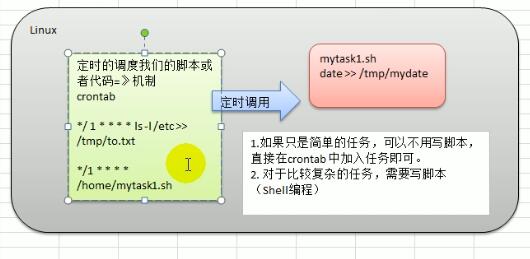 Linux
定时的调度我们的脚本或
者代码=》机制
crontab
*/ 1 * * * * ls-l /etc>>
/tmp/to.txt
*/1 * * * *
/home/mytask1.sh
定时调用
mytask1.sh
date >> /tmp/mydate
1.如果只是简单的任务，可以不用写脚本，
直接在crontab 中加入任务即可。
2. 对于比较复杂的任务，需要写脚本
（Shell编程）